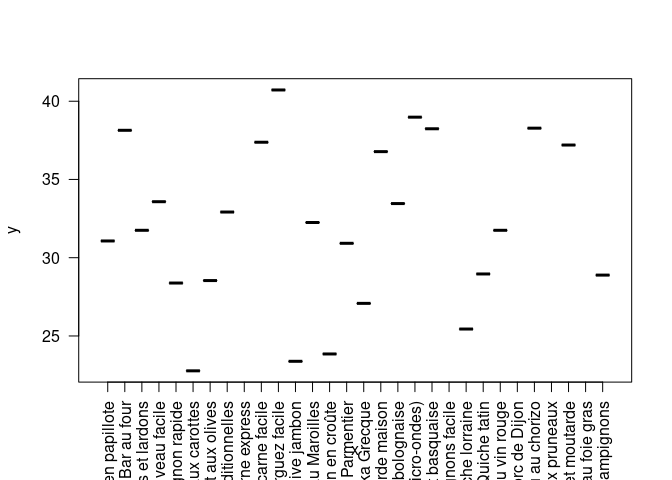 40
35
30
25
y
en papillote
Bar au four
s et lardons
veau facile
gnon rapide
ux carottes
t aux olives
ditionnelles
rne express
carne facile
rguez facile
ive jambon
u Maroilles
n en croûte
Parmentier
ka Grecque
rde maison
bolognaise
icro-ondes)
basquaise
gnons facile
che lorraine
Quiche tatin
u vin rouge
orc de Dijon
au chorizo
x pruneaux
et moutarde
au foie gras
ampignons
x